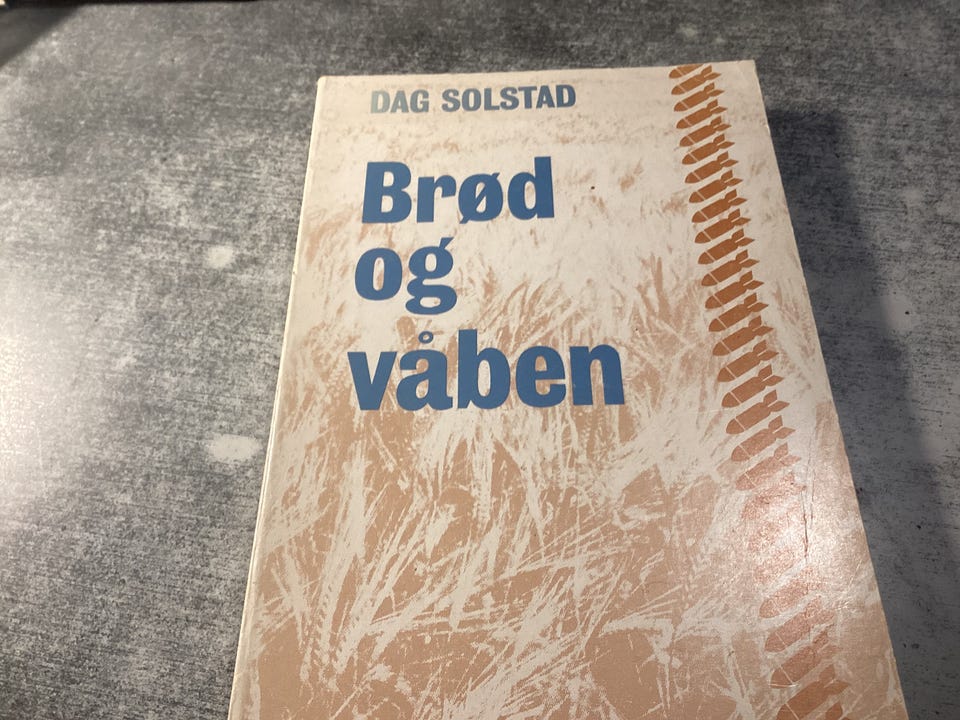 DAG SOLSTAD
Brød
og
våben